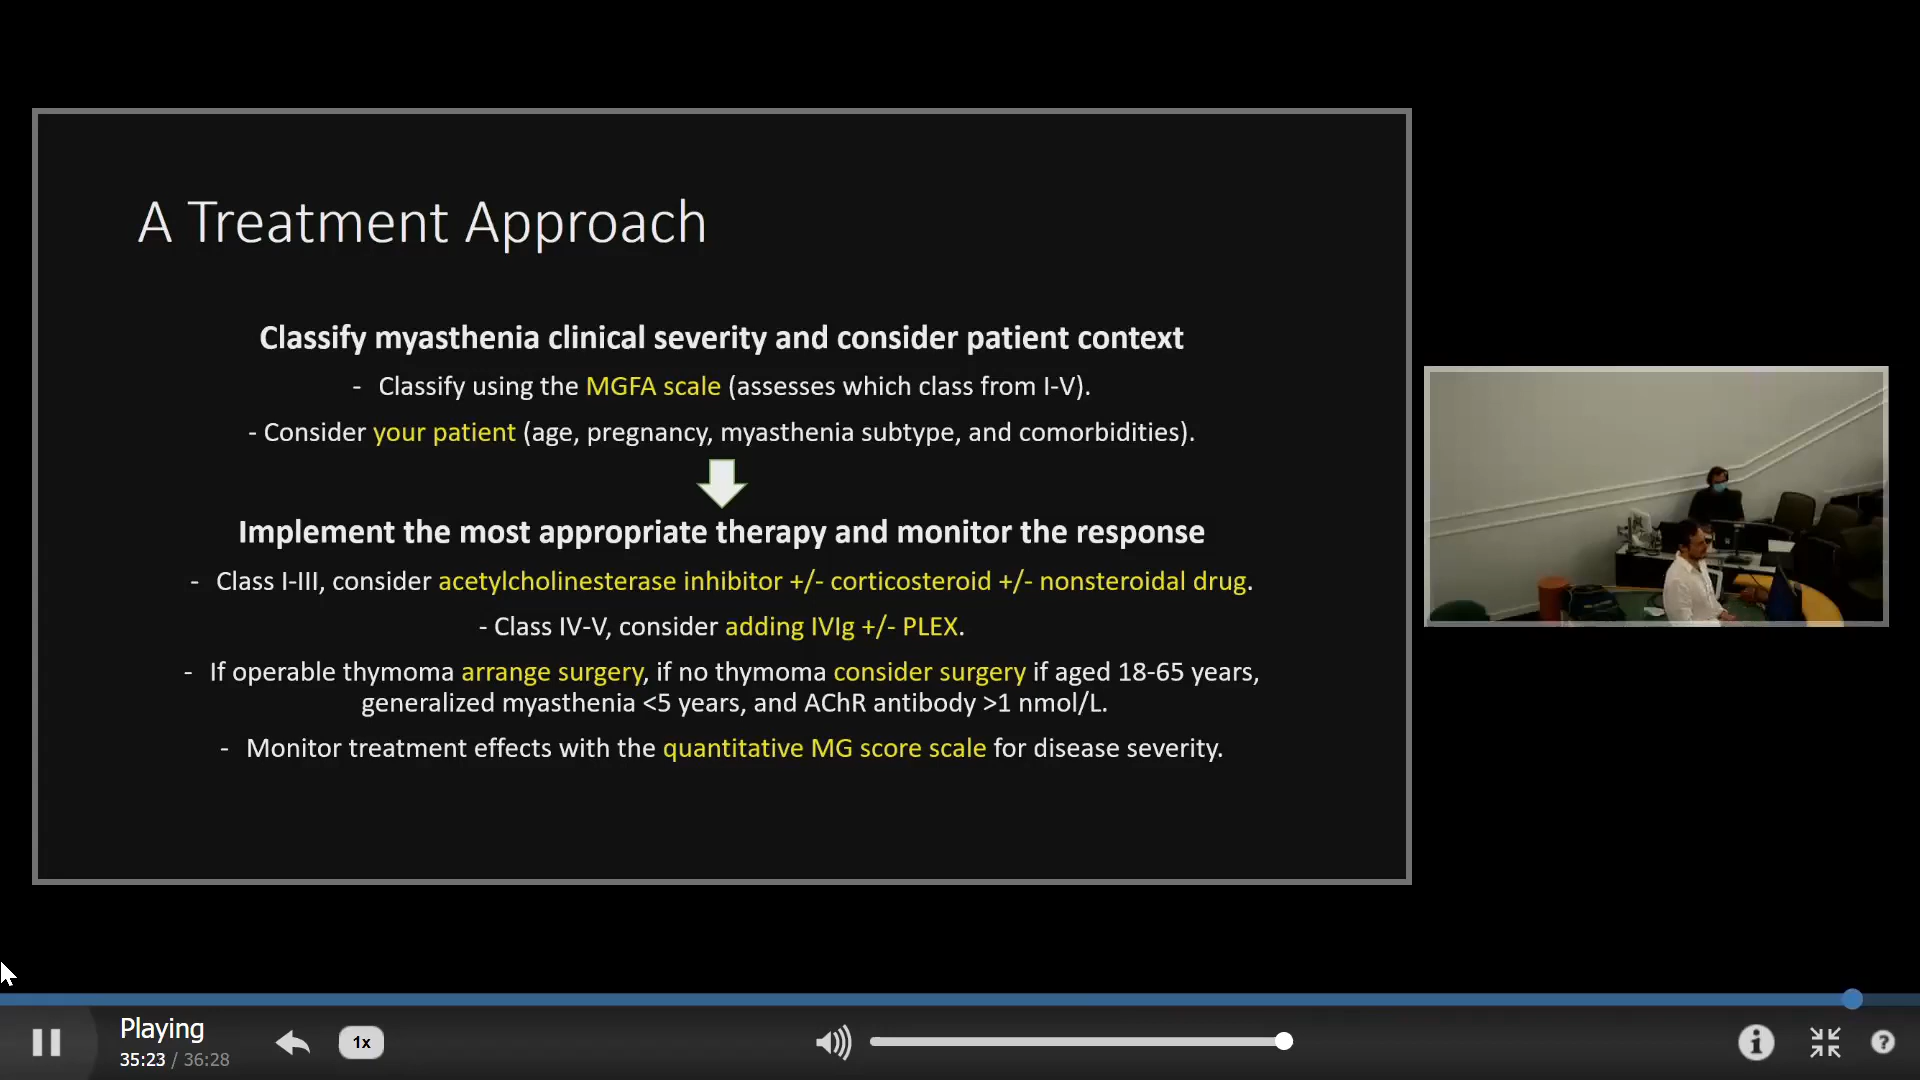 A Treatment Approach
Classify myasthenia clinical severity and consider patient context
- Classify using the MGFA scale (assesses which class from I-V).
- Consider your patient (age, pregnancy, myasthenia subtype, and comorbidities).
Implement the most appropriate therapy and monitor the response
- Class I-III, consider acetylcholinesterase inhibitor +/- corticosteroid +/- nonsteroidal drug.
- Class IV-V, consider adding IVIg +/- PLEX.
- If operable thymoma arrange surgery, if no thymoma consider surgery if aged 18-65 years,
generalized myasthenia <5 years, and AChR antibody >1 nmol/L.
- Monitor treatment effects with the quantitative MG score scale for disease severity.
Playing
35:23 / 36:28
1x